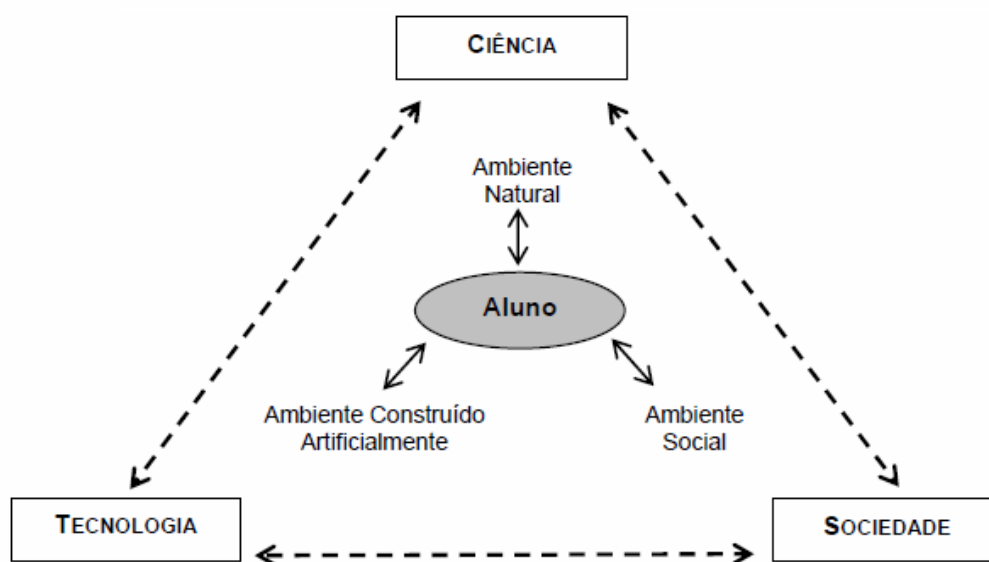 CIÊNCIA
Ambiente
Natural
Aluno
Ambiente Construído
Artificialmente
Ambiente
Social
TECNOLOGIA
SOCIEDADE